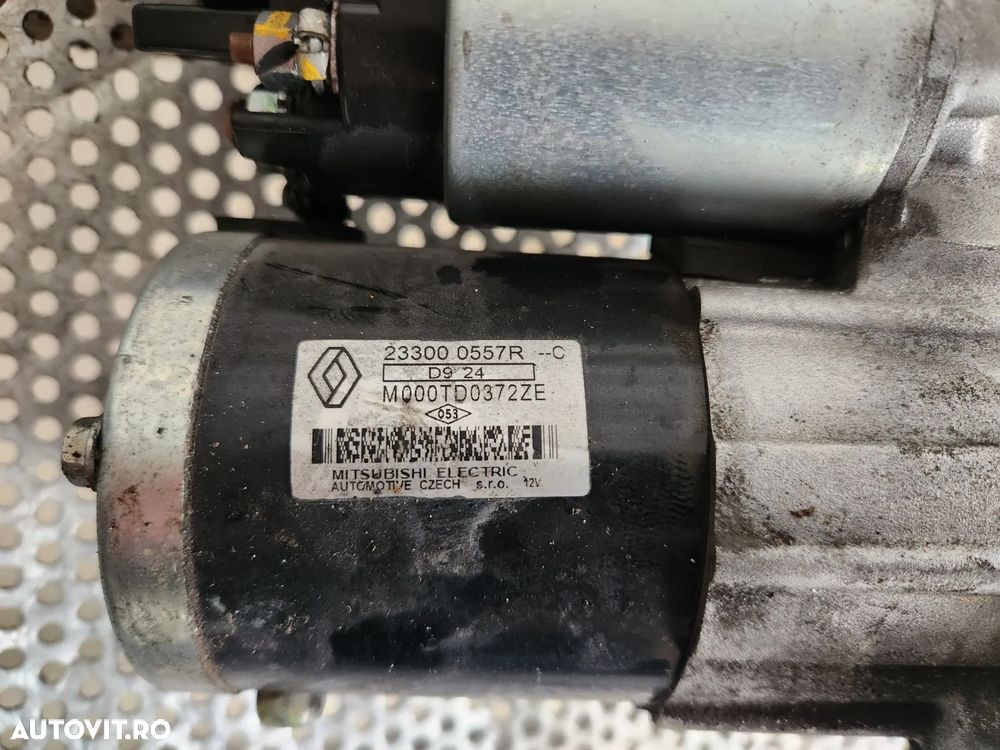 23300 0557R --C
D9 24
M000TD0372ZE
053
MITSUBISHI ELECTRIC
AUTOMOTIVE CZECH s.r.o. 12V
AUTOVIT.RO